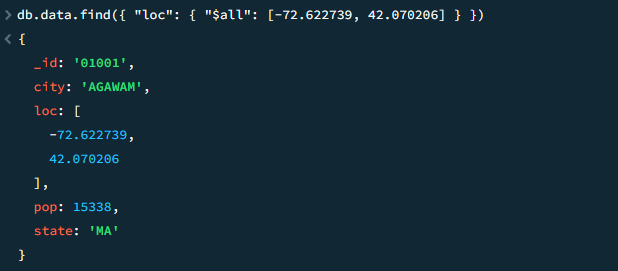 > db.data.find({ "loc": { "$all": [-72.622739, 42.070206] } })
< {
_id: '01001',
city: 'AGAWAM',
loc: [
-72.622739,
42.070206
],
pop: 15338,
state: 'MA'
}